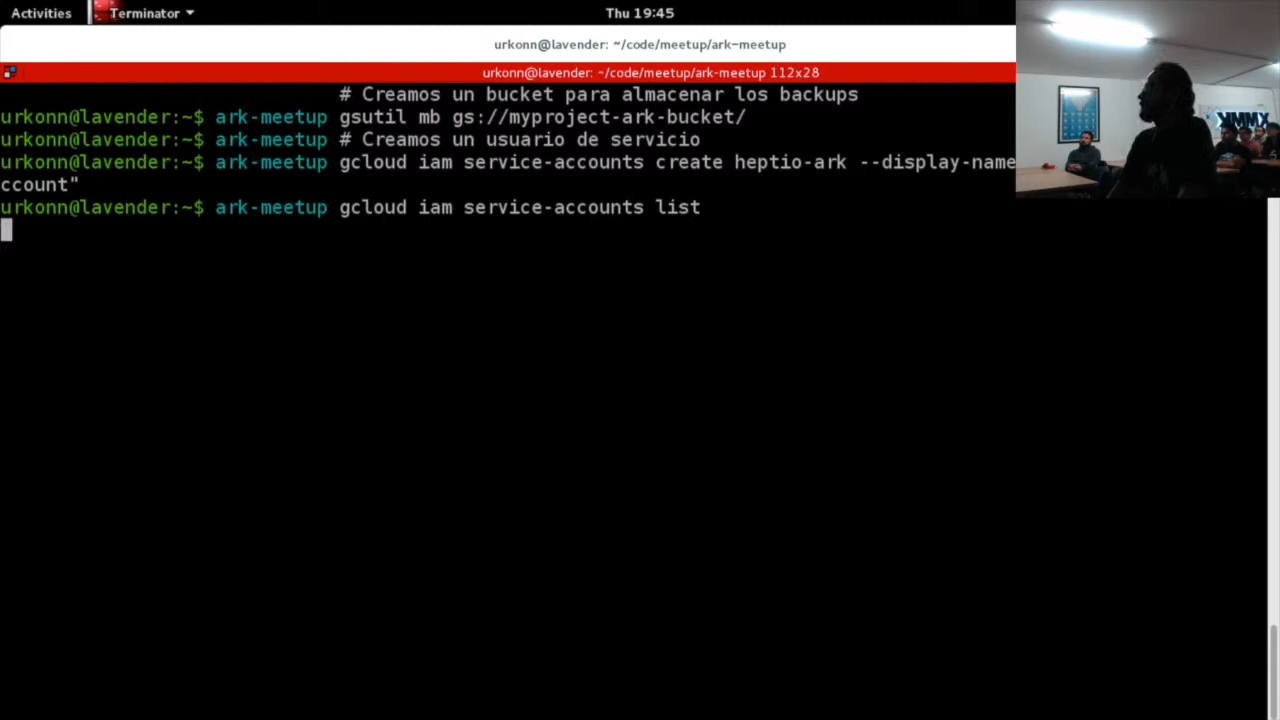 Activities Terminator Thu 19:45
urkonn@lavender: ~/code/meetup/ark-meetup
urkonn@lavender: ~/code/meetup/ark-meetup 112x28
# Creamos un bucket para almacenar los backups
urkonn@lavender:~$ ark-meetup gsutil mb gs://myproject-ark-bucket/
urkonn@lavender:~$ ark-meetup # Creamos un usuario de servicio
urkonn@lavender:~$ ark-meetup gcloud iam service-accounts create heptio-ark --display-name
ccount"
urkonn@lavender:~$ ark-meetup gcloud iam service-accounts list